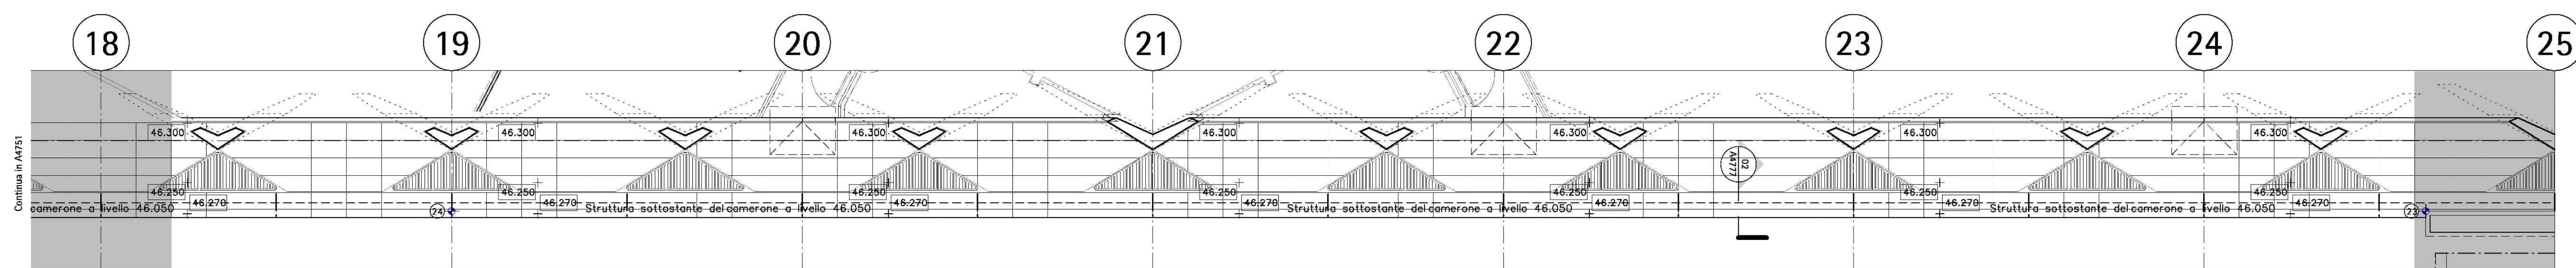 18 19 20 21 22 23 24 25
Continua in A4751
46.300 46.300 46.300 46.300 46.300 46.300 46.300
02
A4777
46.250 46.250 46.250 46.250 46.250 46.250 46.250
46.270 46.270 46.270 46.270 46.270 46.270 46.270
camerone a livello 46.050 24 Struttura sottostante del camerone a livello 46.050 Struttura sottostante del camerone a livello 46.050 Struttura sottostante del camerone a livello 46.050 23